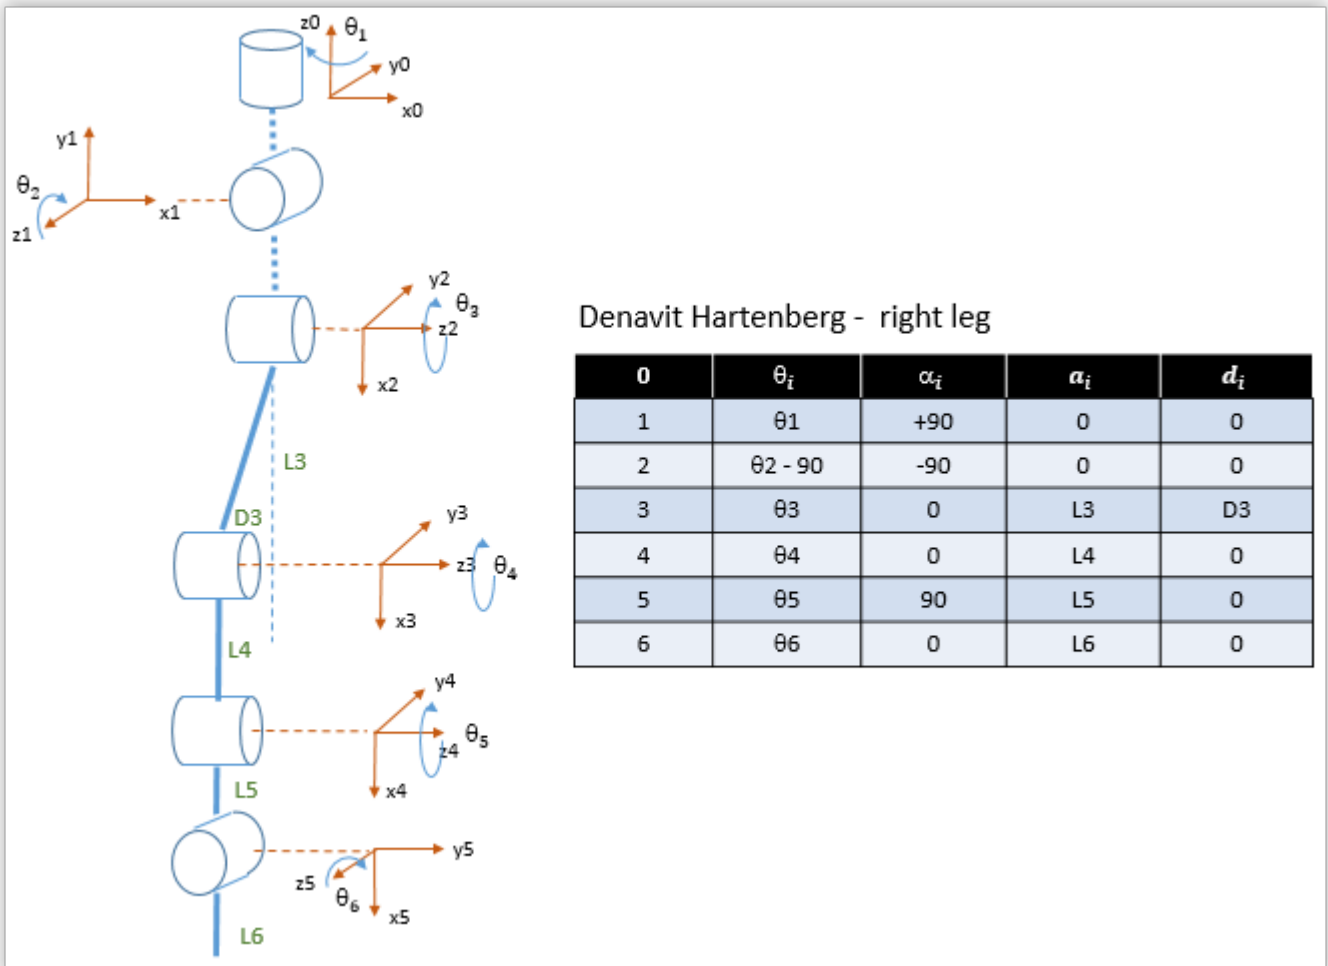 z0 θ1
y0
x0
y1
θ2
x1
z1
y2
θ3
z2
x2
L3
D3
y3
z3 θ4
x3
L4
y4
θ5
z4
L5
x4
y5
z5
θ6
x5
L6
Denavit Hartenberg - right leg
0 θi αi ai di
1 θ1 +90 0 0
2 θ2 - 90 -90 0 0
3 θ3 0 L3 D3
4 θ4 0 L4 0
5 θ5 90 L5 0
6 θ6 0 L6 0